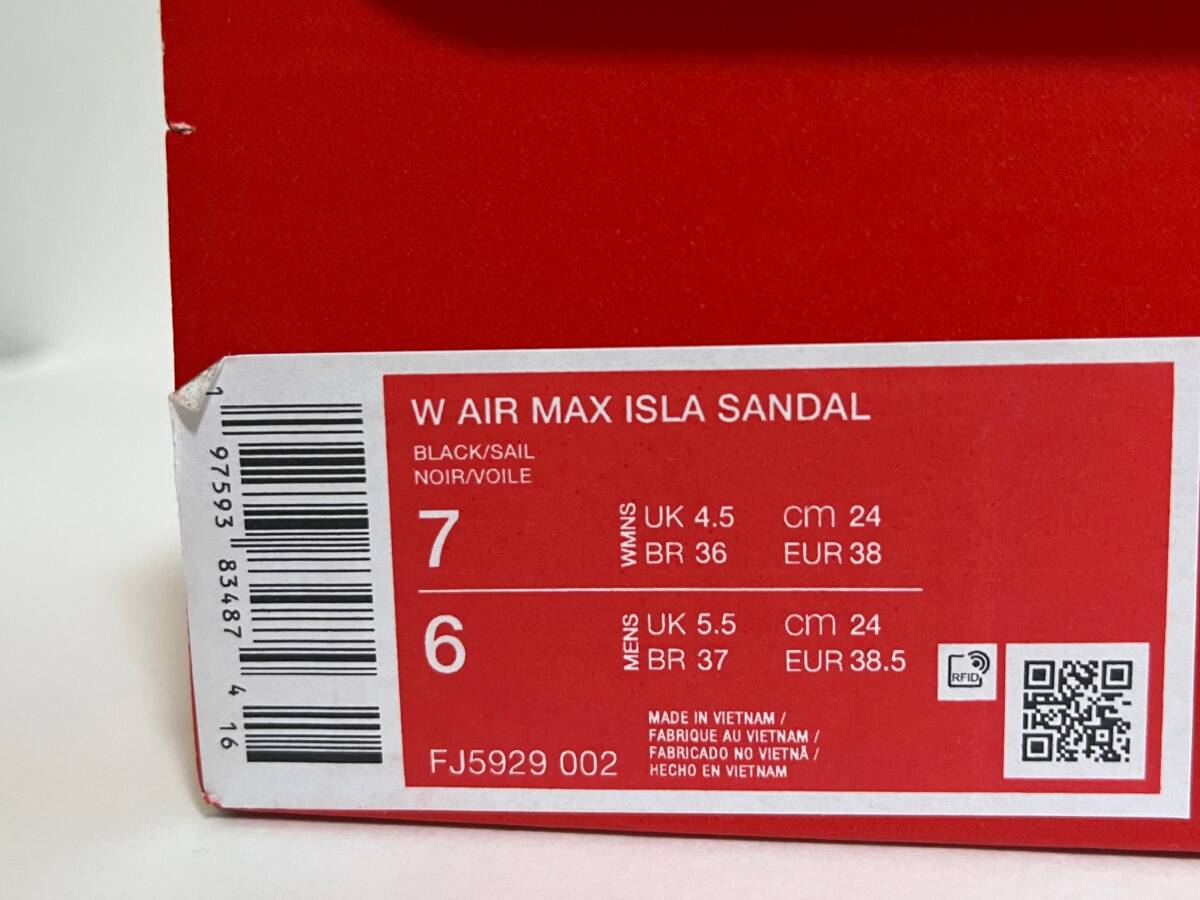 W AIR MAX ISLA SANDAL
BLACK/SAIL
NOIR/VOILE
7 WMNS UK 4.5 cm 24
BR 36 EUR 38
6 MENS UK 5.5 cm 24
BR 37 EUR 38.5
RFID
MADE IN VIETNAM /
FABRIQUE AU VIETNAM /
FABRICADO NO VIETNÃ /
HECHO EN VIETNAM
FJ5929 002
1 97593 83487 4 16